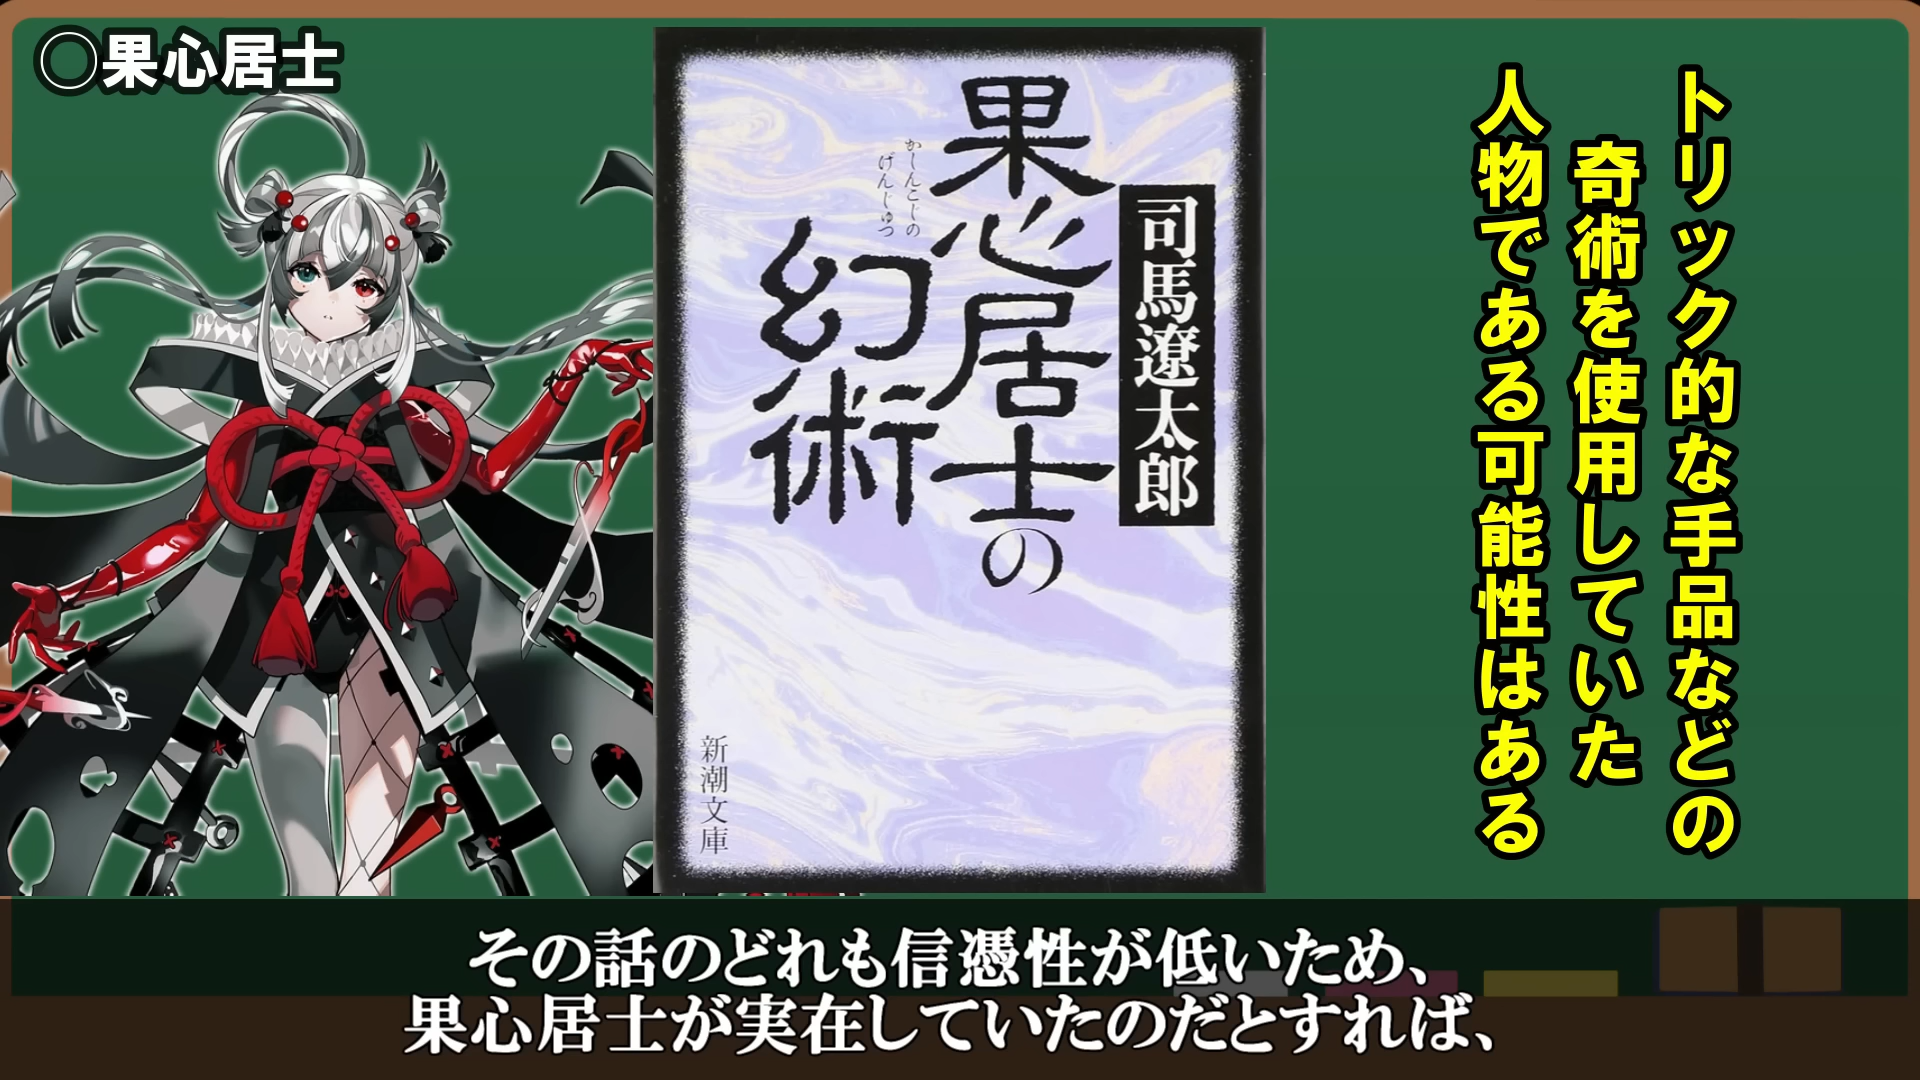 ○果心居士
司馬遼太郎
果心居士の
幻術
かしんこじの
げんじゅつ
新潮文庫
トリック的な手品などの
奇術を使用していた
人物である可能性はある
その話のどれも信憑性が低いため、
果心居士が実在していたのだとすれば、